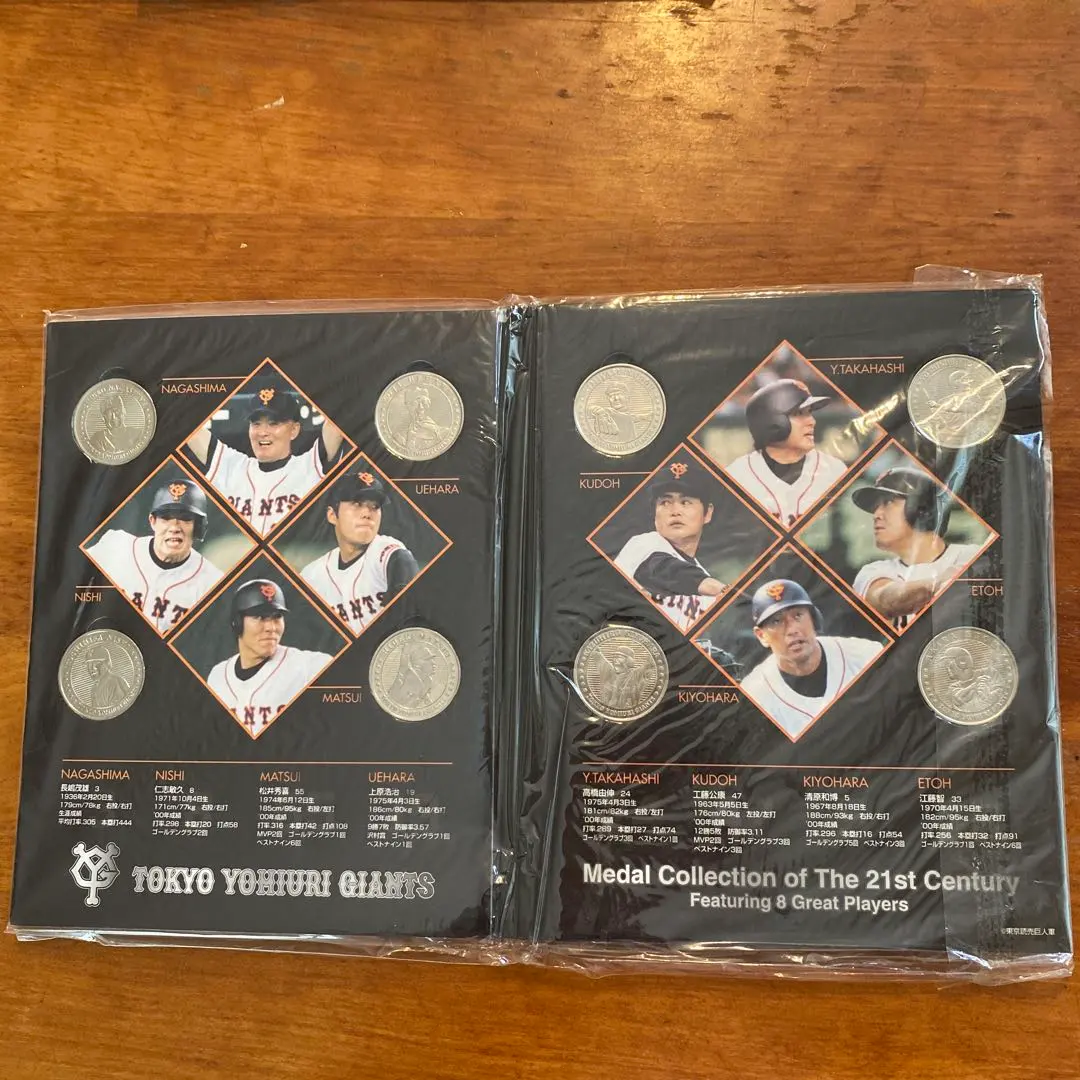 NAGASHIMA
UEHARA
NISHI
MATSUI
NAGASHIMA
長嶋茂雄 3
1936年2月20日生
179cm/76kg 右投/右打
生涯成績
平均打率.305 本塁打444
NISHI
仁志敏久 8
1971年10月4日生
171cm/77kg 右投/右打
'00年成績
打率.298 本塁打20 打点58
ゴールデングラブ2回
MATSUI
松井秀喜 55
1974年6月12日生
185cm/95kg 右投/左打
'00年成績
打率.316 本塁打42 打点108
MVP2回 ゴールデングラブ1回
ベストナイン6回
UEHARA
上原浩治 19
1975年4月3日生
186cm/80kg 右投/右打
'00年成績
9勝7敗 防御率3.57
沢村賞 ゴールデングラブ1回
ベストナイン1回
TOKYO YOMIURI GIANTS
Y.TAKAHASHI
KUDOH
ETOH
KIYOHARA
Y.TAKAHASHI
高橋由伸 24
1975年4月3日生
181cm/82kg 右投/左打
'00年成績
打率.289 本塁打27 打点74
ゴールデングラブ2回
ベストナイン1回
KUDOH
工藤公康 47
1963年5月5日生
176cm/80kg 左投/左打
'00年成績
12勝5敗 防御率3.11
MVP2回 ゴールデングラブ3回
ベストナイン3回
KIYOHARA
清原和博 5
1967年8月18日生
188cm/93kg 右投/右打
'00年成績
打率.296 本塁打16 打点54
ゴールデングラブ5回 ベストナイン3回
ETOH
江藤智 33
1970年4月15日生
182cm/95kg 右投/右打
'00年成績
打率.256 本塁打32 打点91
ゴールデングラブ1回 ベストナイン6回
Medal Collection of The 21st Century
Featuring 8 Great Players
©東京読売巨人軍